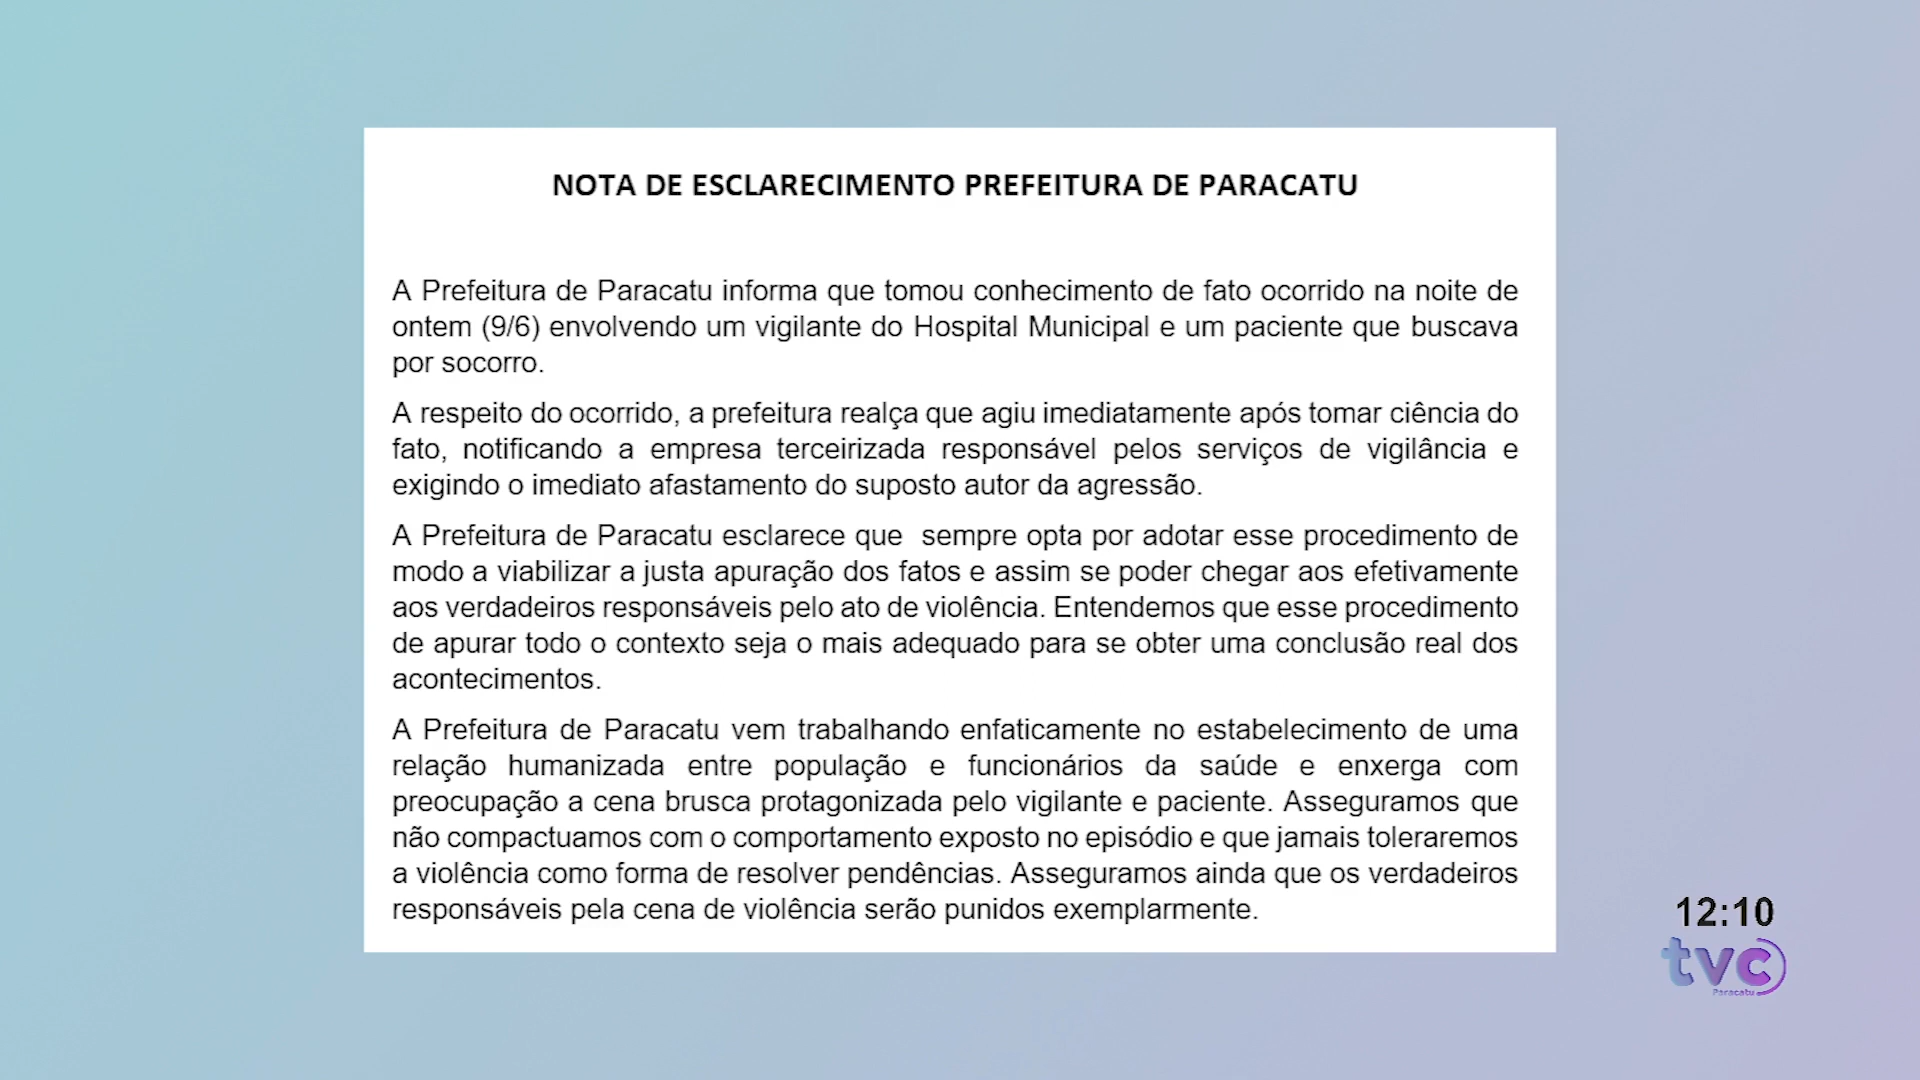 NOTA DE ESCLARECIMENTO PREFEITURA DE PARACATU
A Prefeitura de Paracatu informa que tomou conhecimento de fato ocorrido na noite de
ontem (9/6) envolvendo um vigilante do Hospital Municipal e um paciente que buscava
por socorro.
A respeito do ocorrido, a prefeitura realça que agiu imediatamente após tomar ciência do
fato, notificando a empresa terceirizada responsável pelos serviços de vigilância e
exigindo o imediato afastamento do suposto autor da agressão.
A Prefeitura de Paracatu esclarece que  sempre opta por adotar esse procedimento de
modo a viabilizar a justa apuração dos fatos e assim se poder chegar aos efetivamente
aos verdadeiros responsáveis pelo ato de violência. Entendemos que esse procedimento
de apurar todo o contexto seja o mais adequado para se obter uma conclusão real dos
acontecimentos.
A Prefeitura de Paracatu vem trabalhando enfaticamente no estabelecimento de uma
relação humanizada entre população e funcionários da saúde e enxerga com
preocupação a cena brusca protagonizada pelo vigilante e paciente. Asseguramos que
não compactuamos com o comportamento exposto no episódio e que jamais toleraremos
a violência como forma de resolver pendências. Asseguramos ainda que os verdadeiros
responsáveis pela cena de violência serão punidos exemplarmente.
12:10
tvc
Paracatu